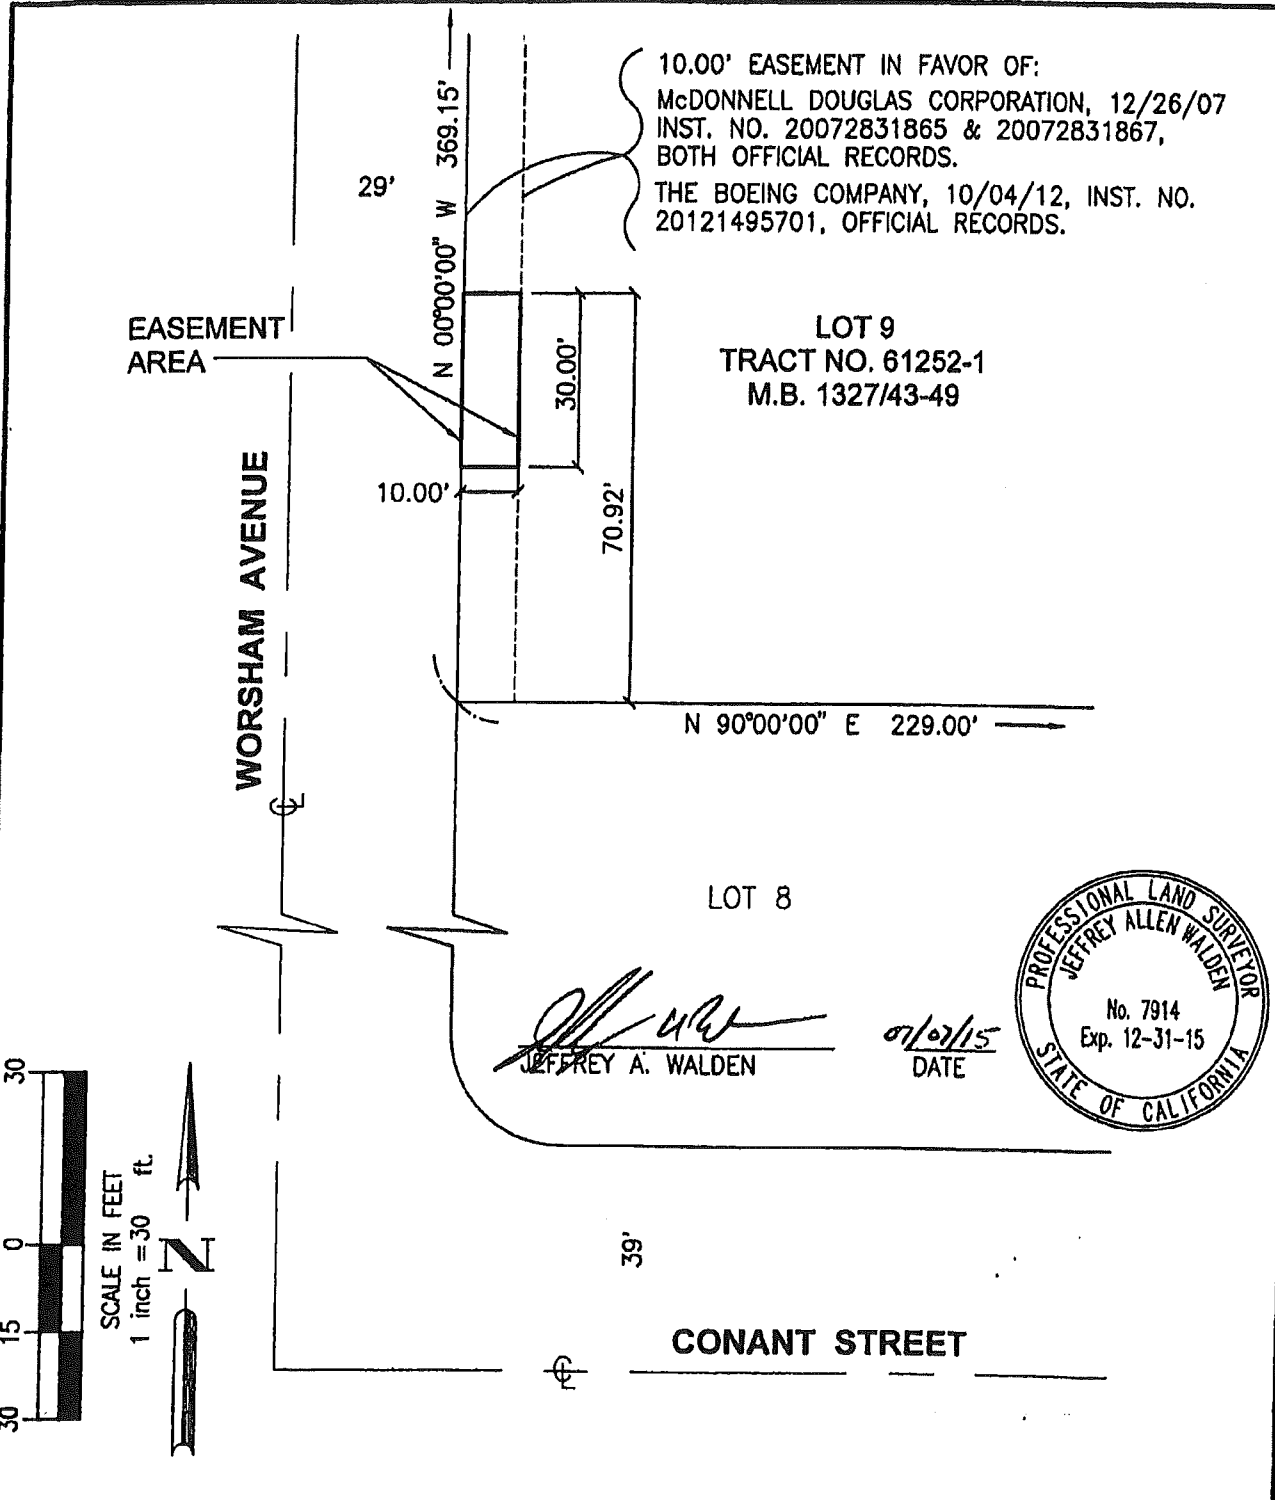 10.00' EASEMENT IN FAVOR OF:
McDONNELL DOUGLAS CORPORATION, 12/26/07
INST. NO. 20072831865 & 20072831867,
BOTH OFFICIAL RECORDS.
THE BOEING COMPANY, 10/04/12, INST. NO.
20121495701, OFFICIAL RECORDS.
N 00°00'00" W 369.15'
29'
EASEMENT
AREA
LOT 9
TRACT NO. 61252-1
M.B. 1327/43-49
30.00'
10.00'
70.92'
WORSHAM AVENUE
N 90°00'00" E 229.00'
LOT 8
JEFFREY A. WALDEN
DATE
PROFESSIONAL LAND SURVEYOR
JEFFREY ALLEN WALDEN
No. 7914
Exp. 12-31-15
STATE OF CALIFORNIA
30
0
15
30
SCALE IN FEET
1 inch = 30 ft.
N
39'
CONANT STREET